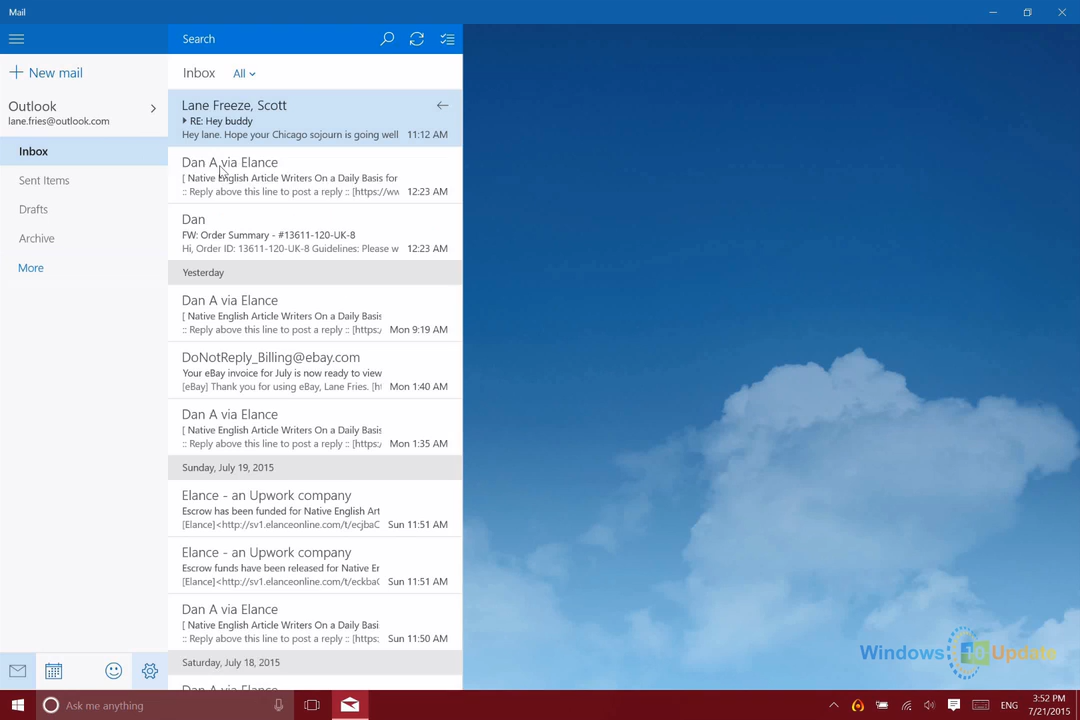 Mail
Search
New mail
Inbox All
Outlook
lane.fries@outlook.com
Inbox
Sent Items
Drafts
Archive
More
Lane Freeze, Scott
RE: Hey buddy
Hey lane. Hope your Chicago sojourn is going well 11:12 AM
Dan A via Elance
[ Native English Article Writers On a Daily Basis for
:: Reply above this line to post a reply :: [https://ww 12:23 AM
Dan
FW: Order Summary - #13611-120-UK-8
Hi, Order ID: 13611-120-UK-8 Guidelines: Please w 12:23 AM
Yesterday
Dan A via Elance
[ Native English Article Writers On a Daily Basis
:: Reply above this line to post a reply :: [https:/ Mon 9:19 AM
DoNotReply_Billing@ebay.com
Your eBay invoice for July is now ready to view
[eBay] Thank you for using eBay, Lane Fries. [ht Mon 1:40 AM
Dan A via Elance
[ Native English Article Writers On a Daily Basis
:: Reply above this line to post a reply :: [https: Mon 1:35 AM
Sunday, July 19, 2015
Elance - an Upwork company
Escrow has been funded for Native English Art
[Elance]<http://sv1.elanceonline.com/t/ecjbaC Sun 11:51 AM
Elance - an Upwork company
Escrow funds have been released for Native Er
[Elance]<http://sv1.elanceonline.com/t/eckba( Sun 11:51 AM
Dan A via Elance
[ Native English Article Writers On a Daily Basi
:: Reply above this line to post a reply :: [https: Sun 11:50 AM
Saturday, July 18, 2015
Dan A via Elance
Windows 10 Update
Ask me anything
ENG
3:52 PM
7/21/2015